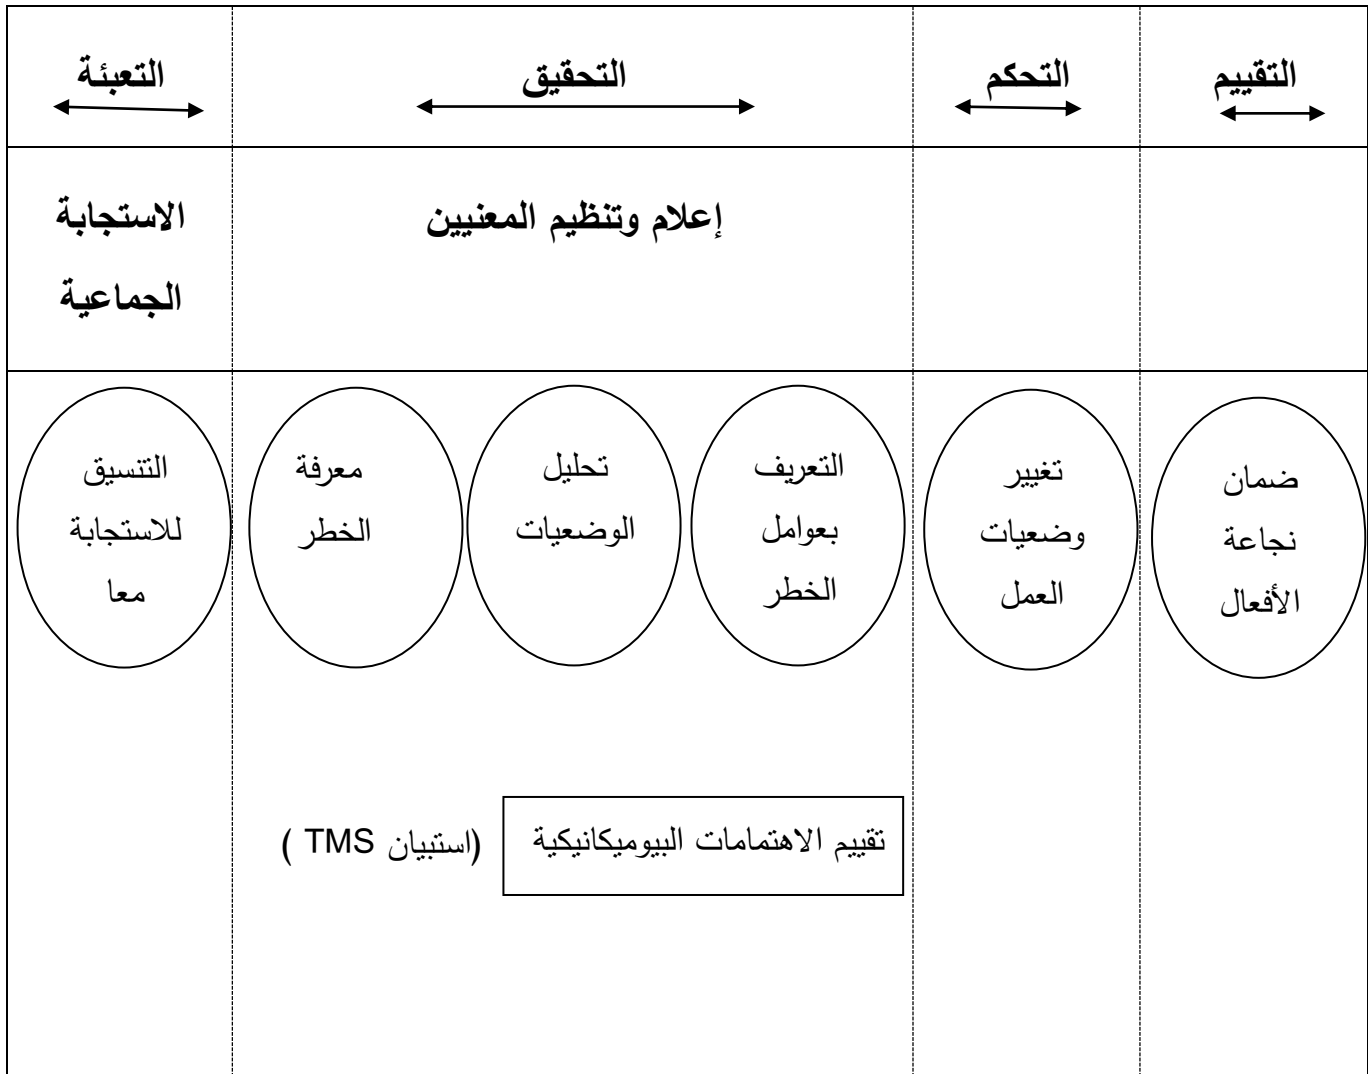 التقييم
التحكم
التحقيق
التعبئة
إعلام وتنظيم المعنيين
الاستجابة
الجماعية
ضمان
نجاعة
الأفعال
تغيير
وضعيات
العمل
التعريف
بعوامل
الخطر
تحليل
الوضعيات
معرفة
الخطر
التنسيق
للاستجابة
معا
تقييم الاهتمامات البيوميكانيكية
(استبيان TMS )